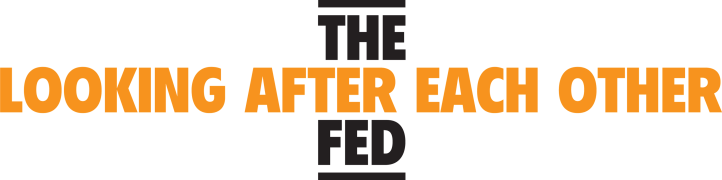 THE
LOOKING AFTER EACH OTHER
FED